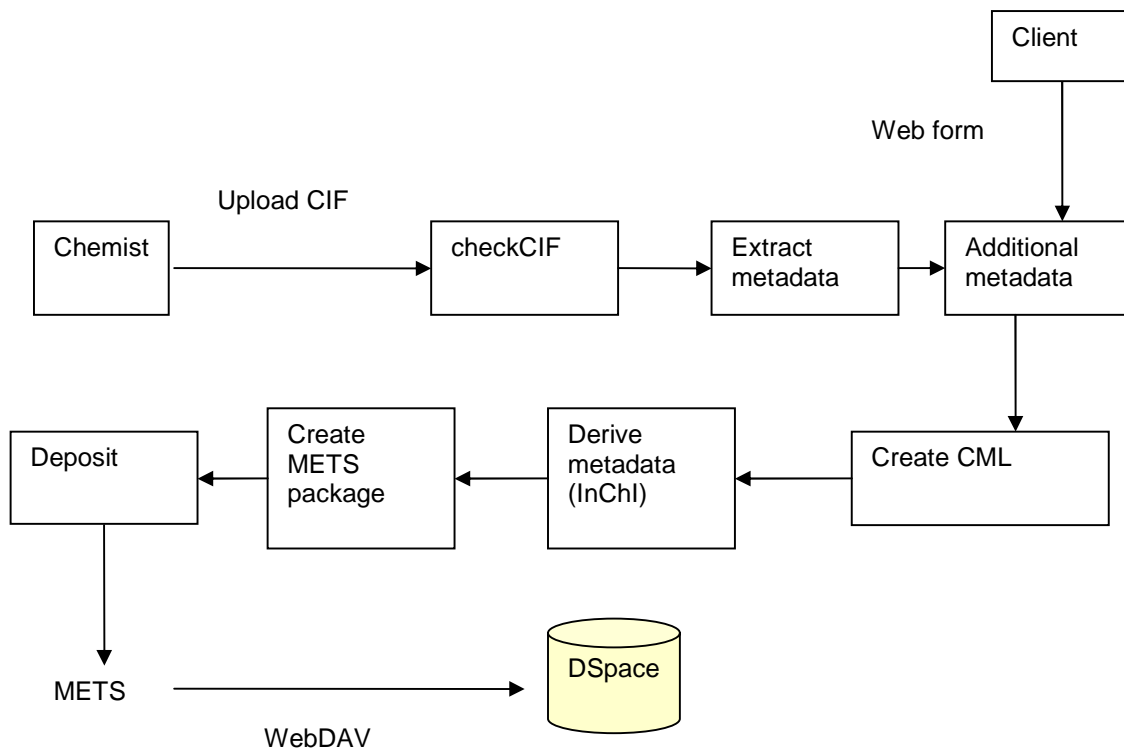 Client
Web form
Upload CIF
Chemist
checkCIF
Extract
metadata
Additional
metadata
Deposit
Create
METS
package
Derive
metadata
(InChI)
Create CML
METS
WebDAV
DSpace